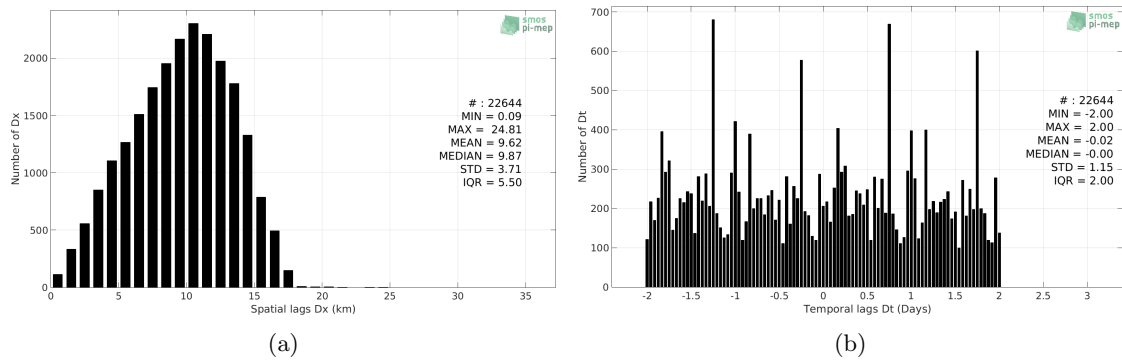 smos
pi-mep
2000
1500
1000
500
0
Number of Dx
# : 22644
MIN = 0.09
MAX = 24.81
MEAN = 9.62
MEDIAN = 9.87
STD = 3.71
IQR = 5.50
0 5 10 15 20 25 30 35
Spatial lags Dx (km)
(a)
smos
pi-mep
700
600
500
400
300
200
100
0
Number of Dt
# : 22644
MIN = -2.00
MAX = 2.00
MEAN = -0.02
MEDIAN = -0.00
STD = 1.15
IQR = 2.00
-2 -1.5 -1 -0.5 0 0.5 1 1.5 2 2.5 3
Temporal lags Dt (Days)
(b)